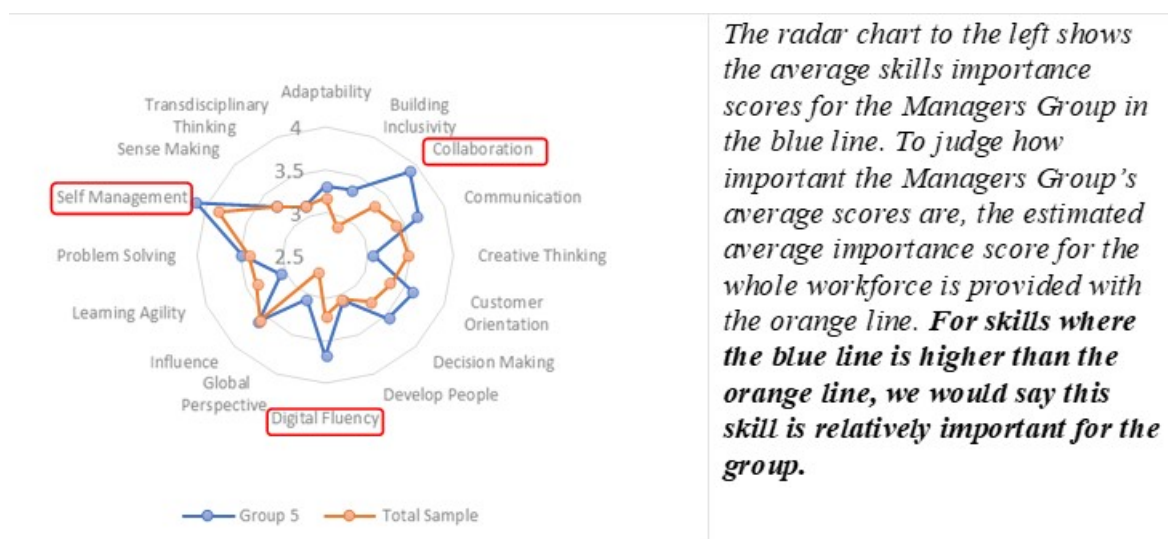 Adaptability
Transdisciplinary
Thinking
Building
Inclusivity
4
Sense Making
Collaboration
3.5
Self Management
3
Communication
Problem Solving
2.5
Creative Thinking
Learning Agility
Customer
Orientation
Influence
Decision Making
Global
Perspective
Develop People
Digital Fluency
Group 5
Total Sample
The radar chart to the left shows
the average skills importance
scores for the Managers Group in
the blue line. To judge how
important the Managers Group's
average scores are, the estimated
average importance score for the
whole workforce is provided with
the orange line. For skills where
the blue line is higher than the
orange line, we would say this
skill is relatively important for the
group.